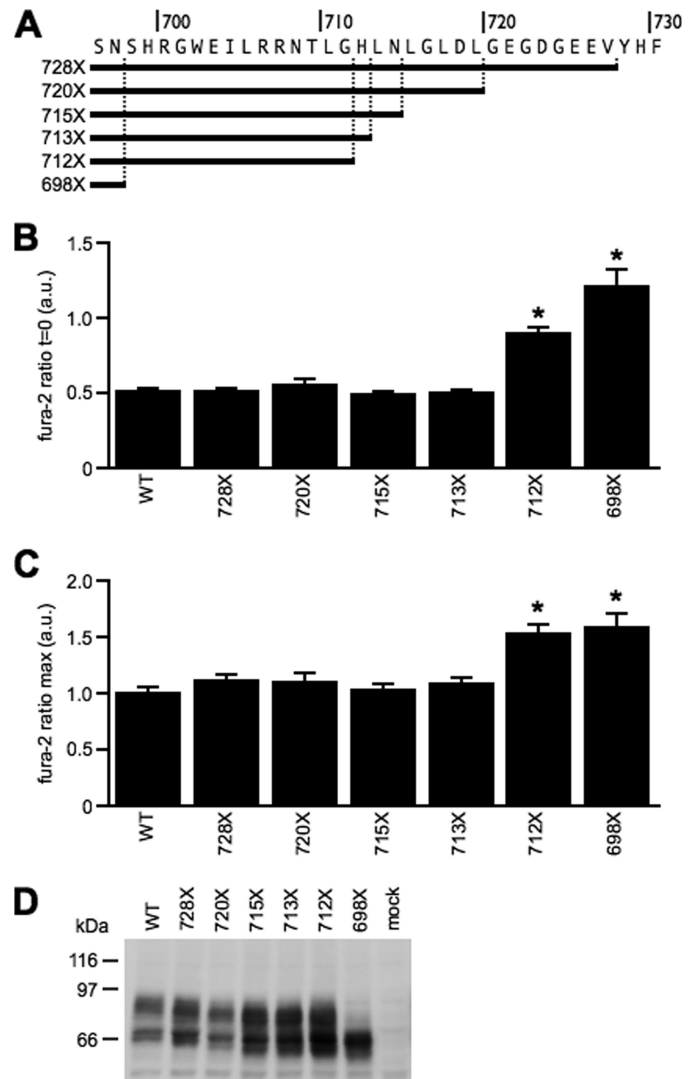 A
|700 |710 |720 |730
S N S H R G W E I L R R N T L G H L N L G L D L G E G D G E E V Y H F
728X
720X
715X
713X
712X
698X
B
fura-2 ratio t=0 (a.u.)
1.5
1.0
0.5
0
* *
WT 728X 720X 715X 713X 712X 698X
C
fura-2 ratio max (a.u.)
2.0
1.5
1.0
0.5
0
* *
WT 728X 720X 715X 713X 712X 698X
D
kDa WT 728X 720X 715X 713X 712X 698X mock
116
97
66